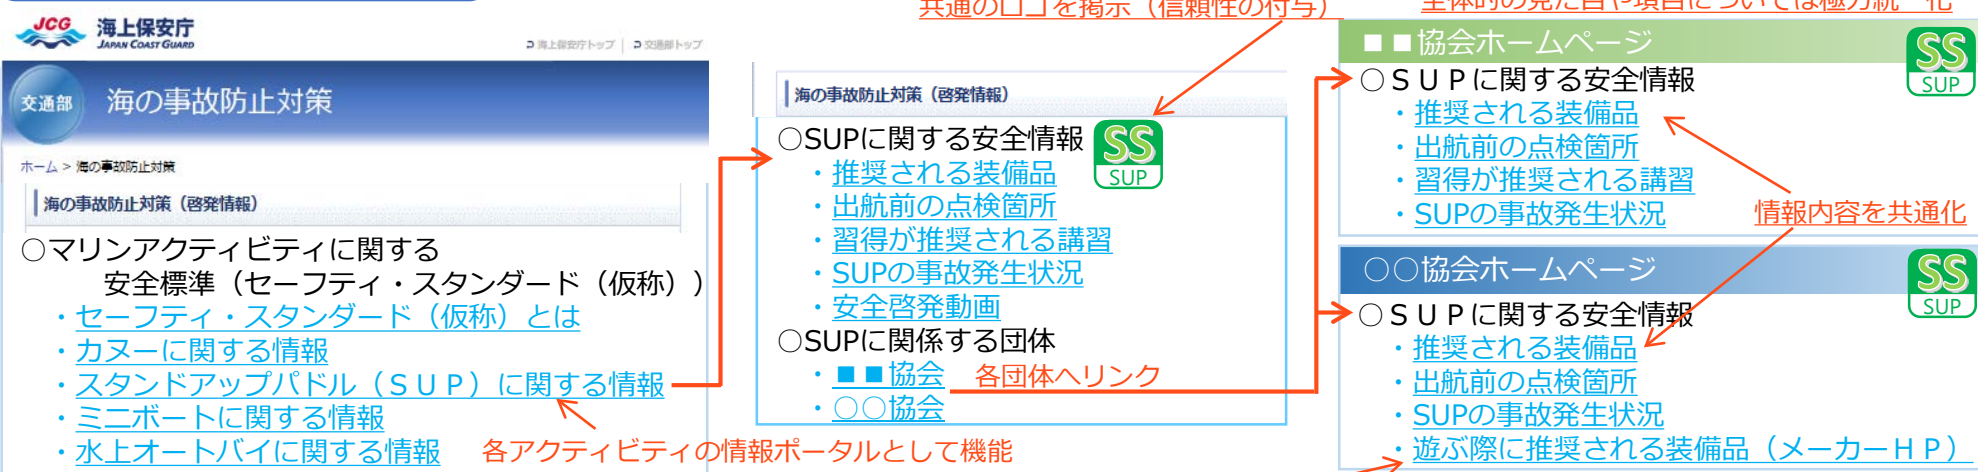 共通のロゴを掲示（信頼性の付与）
全体的の見た目や項目については極力統一化
JCG 海上保安庁
JAPAN COAST GUARD
海上保安庁トップ | 交通部トップ
交通部 海の事故防止対策
ホーム > 海の事故防止対策
海の事故防止対策（啓発情報）
○マリンアクティビティに関する
安全標準（セーフティ・スタンダード（仮称））
・セーフティ・スタンダード（仮称）とは
・カヌーに関する情報
・スタンドアップパドル（ＳＵＰ）に関する情報
・ミニボートに関する情報
・水上オートバイに関する情報
各アクティビティの情報ポータルとして機能
海の事故防止対策（啓発情報）
○SUPに関する安全情報
SS
SUP
・推奨される装備品
・出航前の点検箇所
・習得が推奨される講習
・SUPの事故発生状況
・安全啓発動画
○SUPに関係する団体
・■■協会
各団体へリンク
・○○協会
■■協会ホームページ
SS
SUP
○ＳＵＰに関する安全情報
・推奨される装備品
・出航前の点検箇所
・習得が推奨される講習
・SUPの事故発生状況
情報内容を共通化
○○協会ホームページ
SS
SUP
○ＳＵＰに関する安全情報
・推奨される装備品
・出航前の点検箇所
・SUPの事故発生状況
・遊ぶ際に推奨される装備品（メーカーＨＰ）